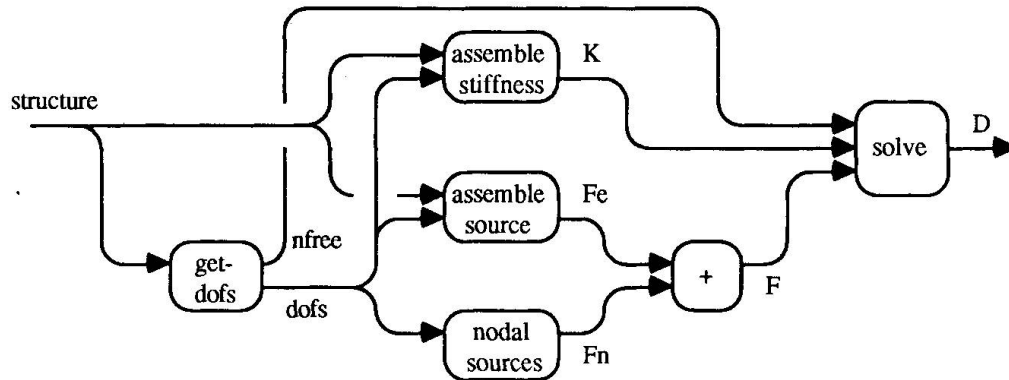 structure
assemble
stiffness
K
solve
D
assemble
source
Fe
nfree
get-
dofs
dofs
+
F
nodal
sources
Fn